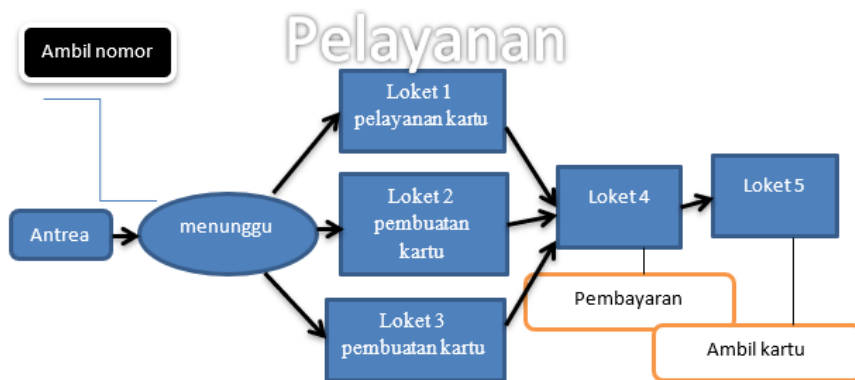 Pelayanan
Ambil nomor
Antrea
menunggu
Loket 1
pelayanan kartu
Loket 2
pembuatan
kartu
Loket 3
pembuatan kartu
Loket 4
Loket 5
Pembayaran
Ambil kartu